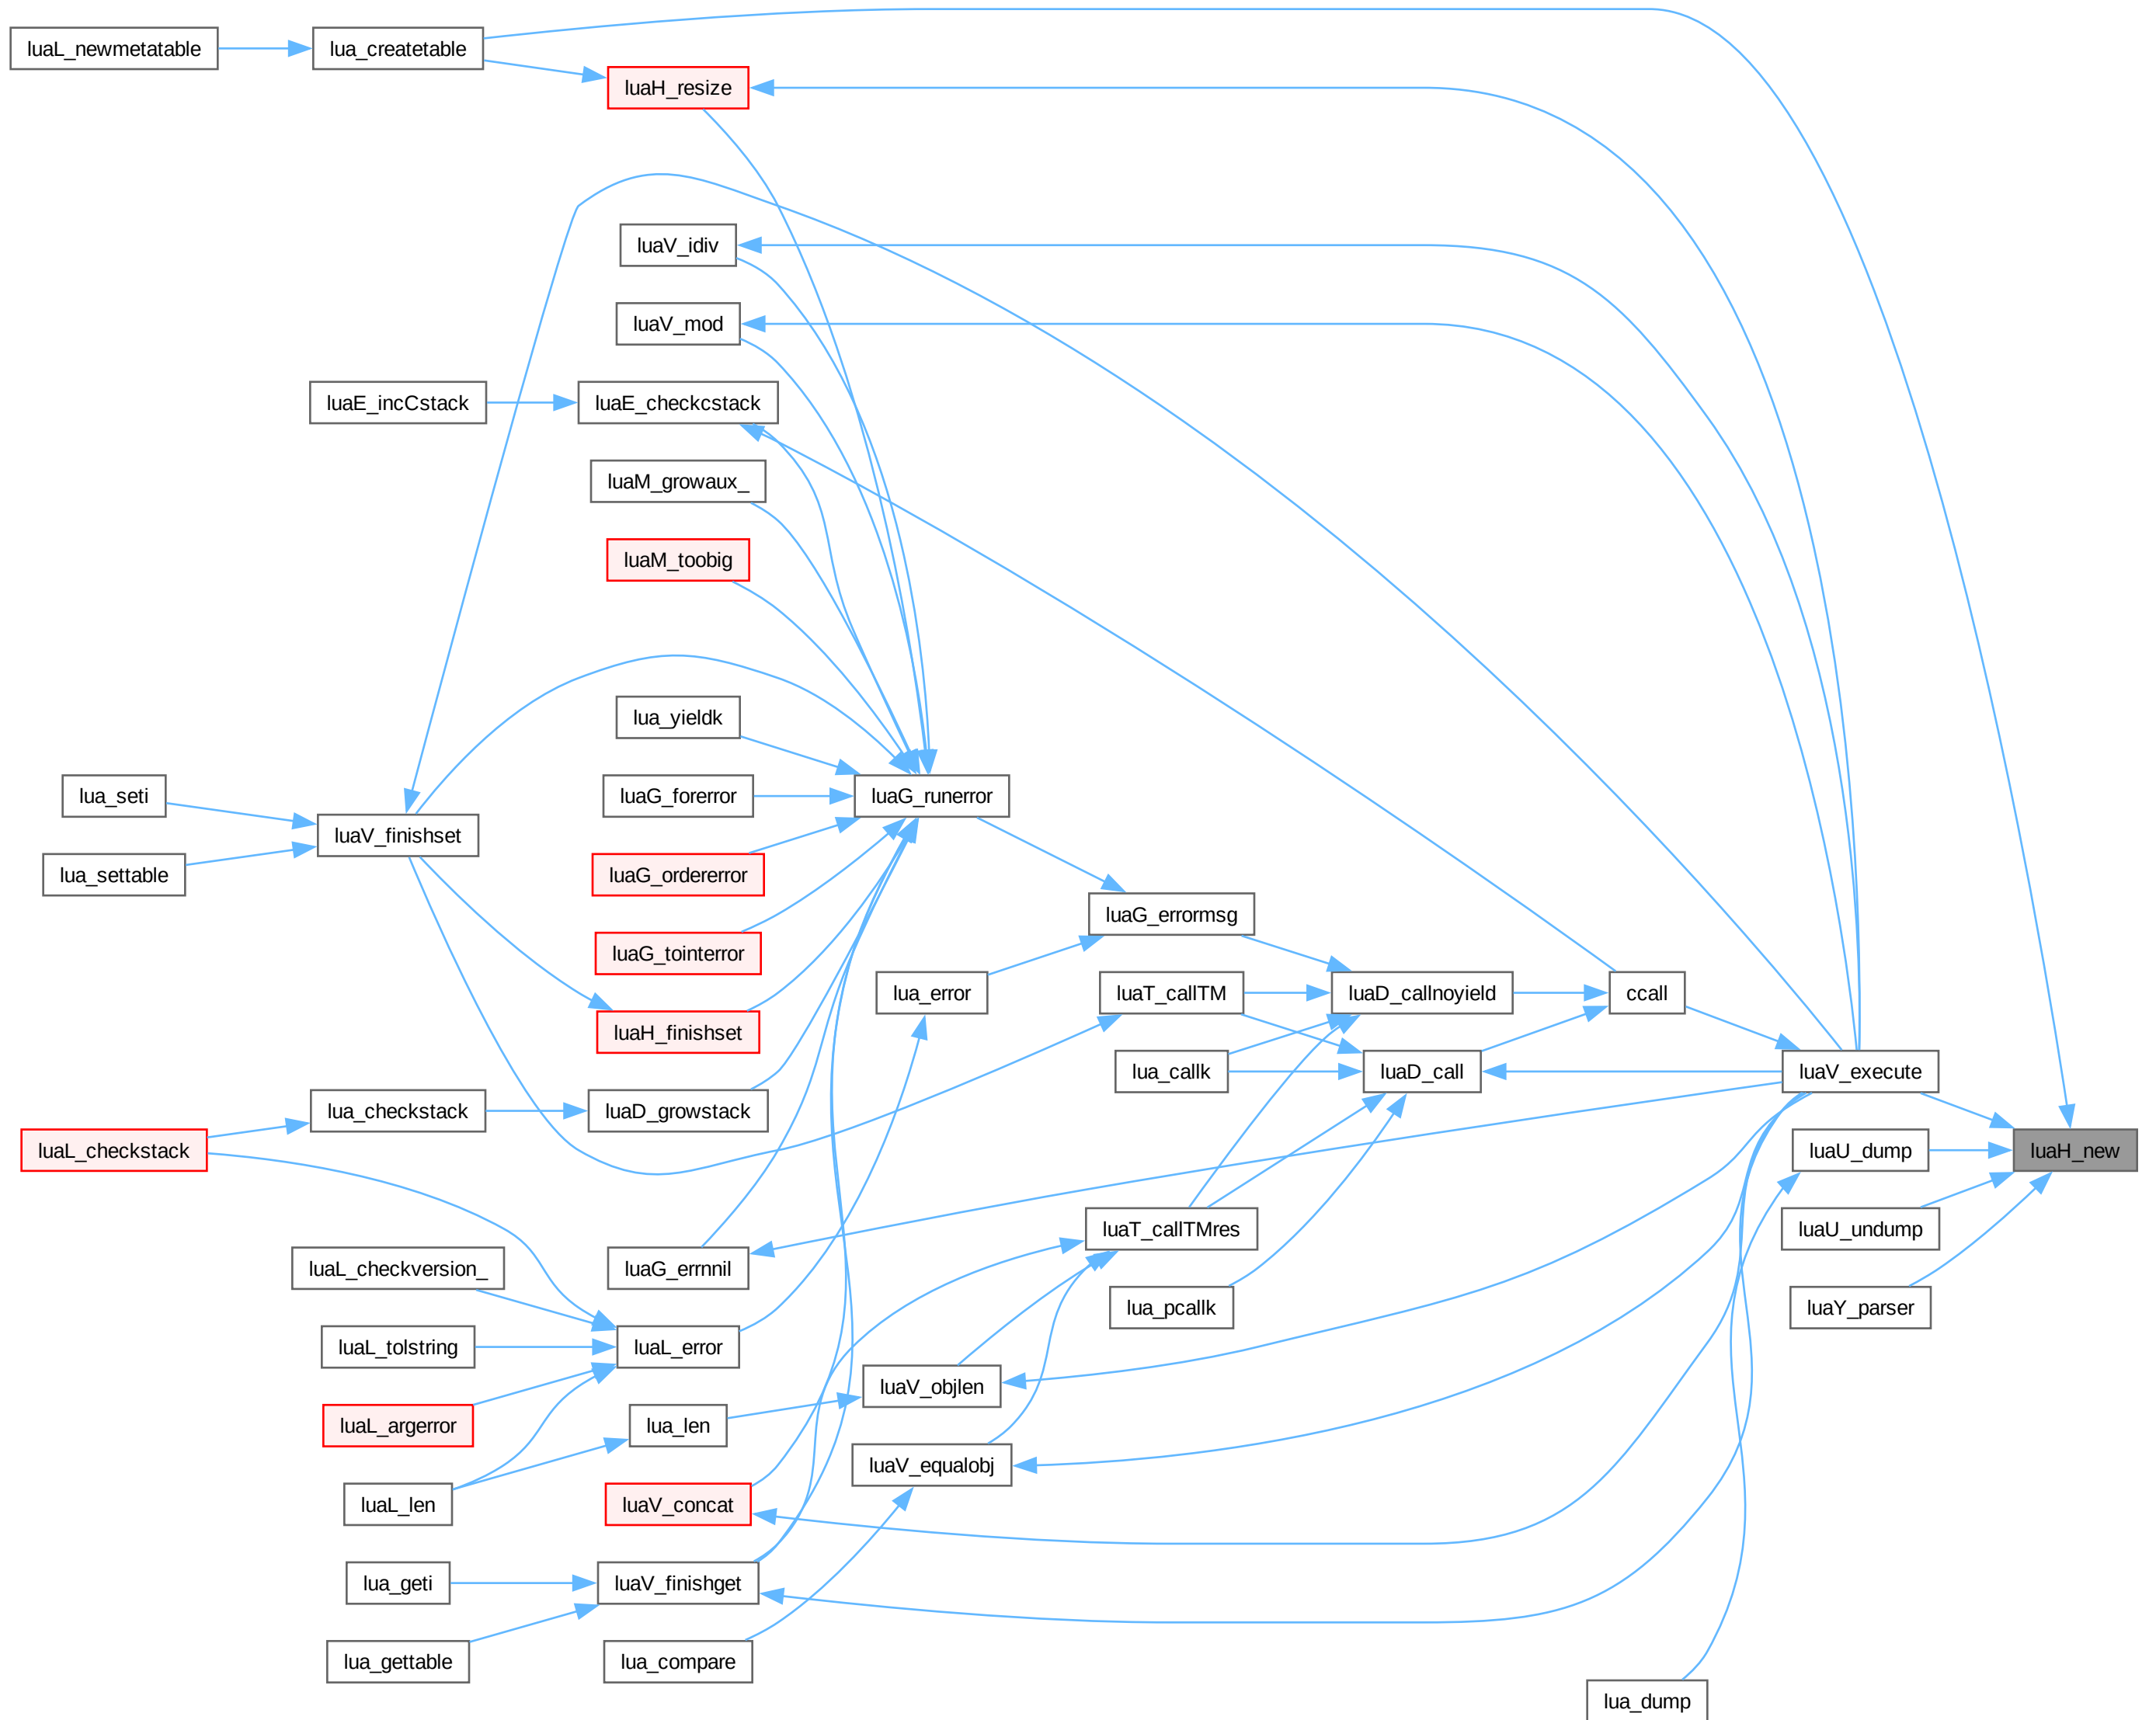 luaL_newmetatable
lua_createtable
luaH_resize
luaV_idiv
luaV_mod
luaE_incCstack
luaE_checkcstack
luaM_growaux_
luaM_toobig
lua_yieldk
lua_seti
luaG_forerror
luaG_runerror
luaV_finishset
lua_settable
luaG_ordererror
luaG_errormsg
luaG_tointerror
lua_error
luaT_callTM
luaD_callnoyield
ccall
luaH_finishset
lua_callk
luaD_call
luaV_execute
lua_checkstack
luaD_growstack
luaL_checkstack
luaU_dump
luaH_new
luaT_callTMres
luaU_undump
luaL_checkversion_
luaG_errnnil
lua_pcallk
luaY_parser
luaL_tolstring
luaL_error
luaV_objlen
luaL_argerror
lua_len
luaV_equalobj
luaL_len
luaV_concat
lua_geti
luaV_finishget
lua_gettable
lua_compare
lua_dump